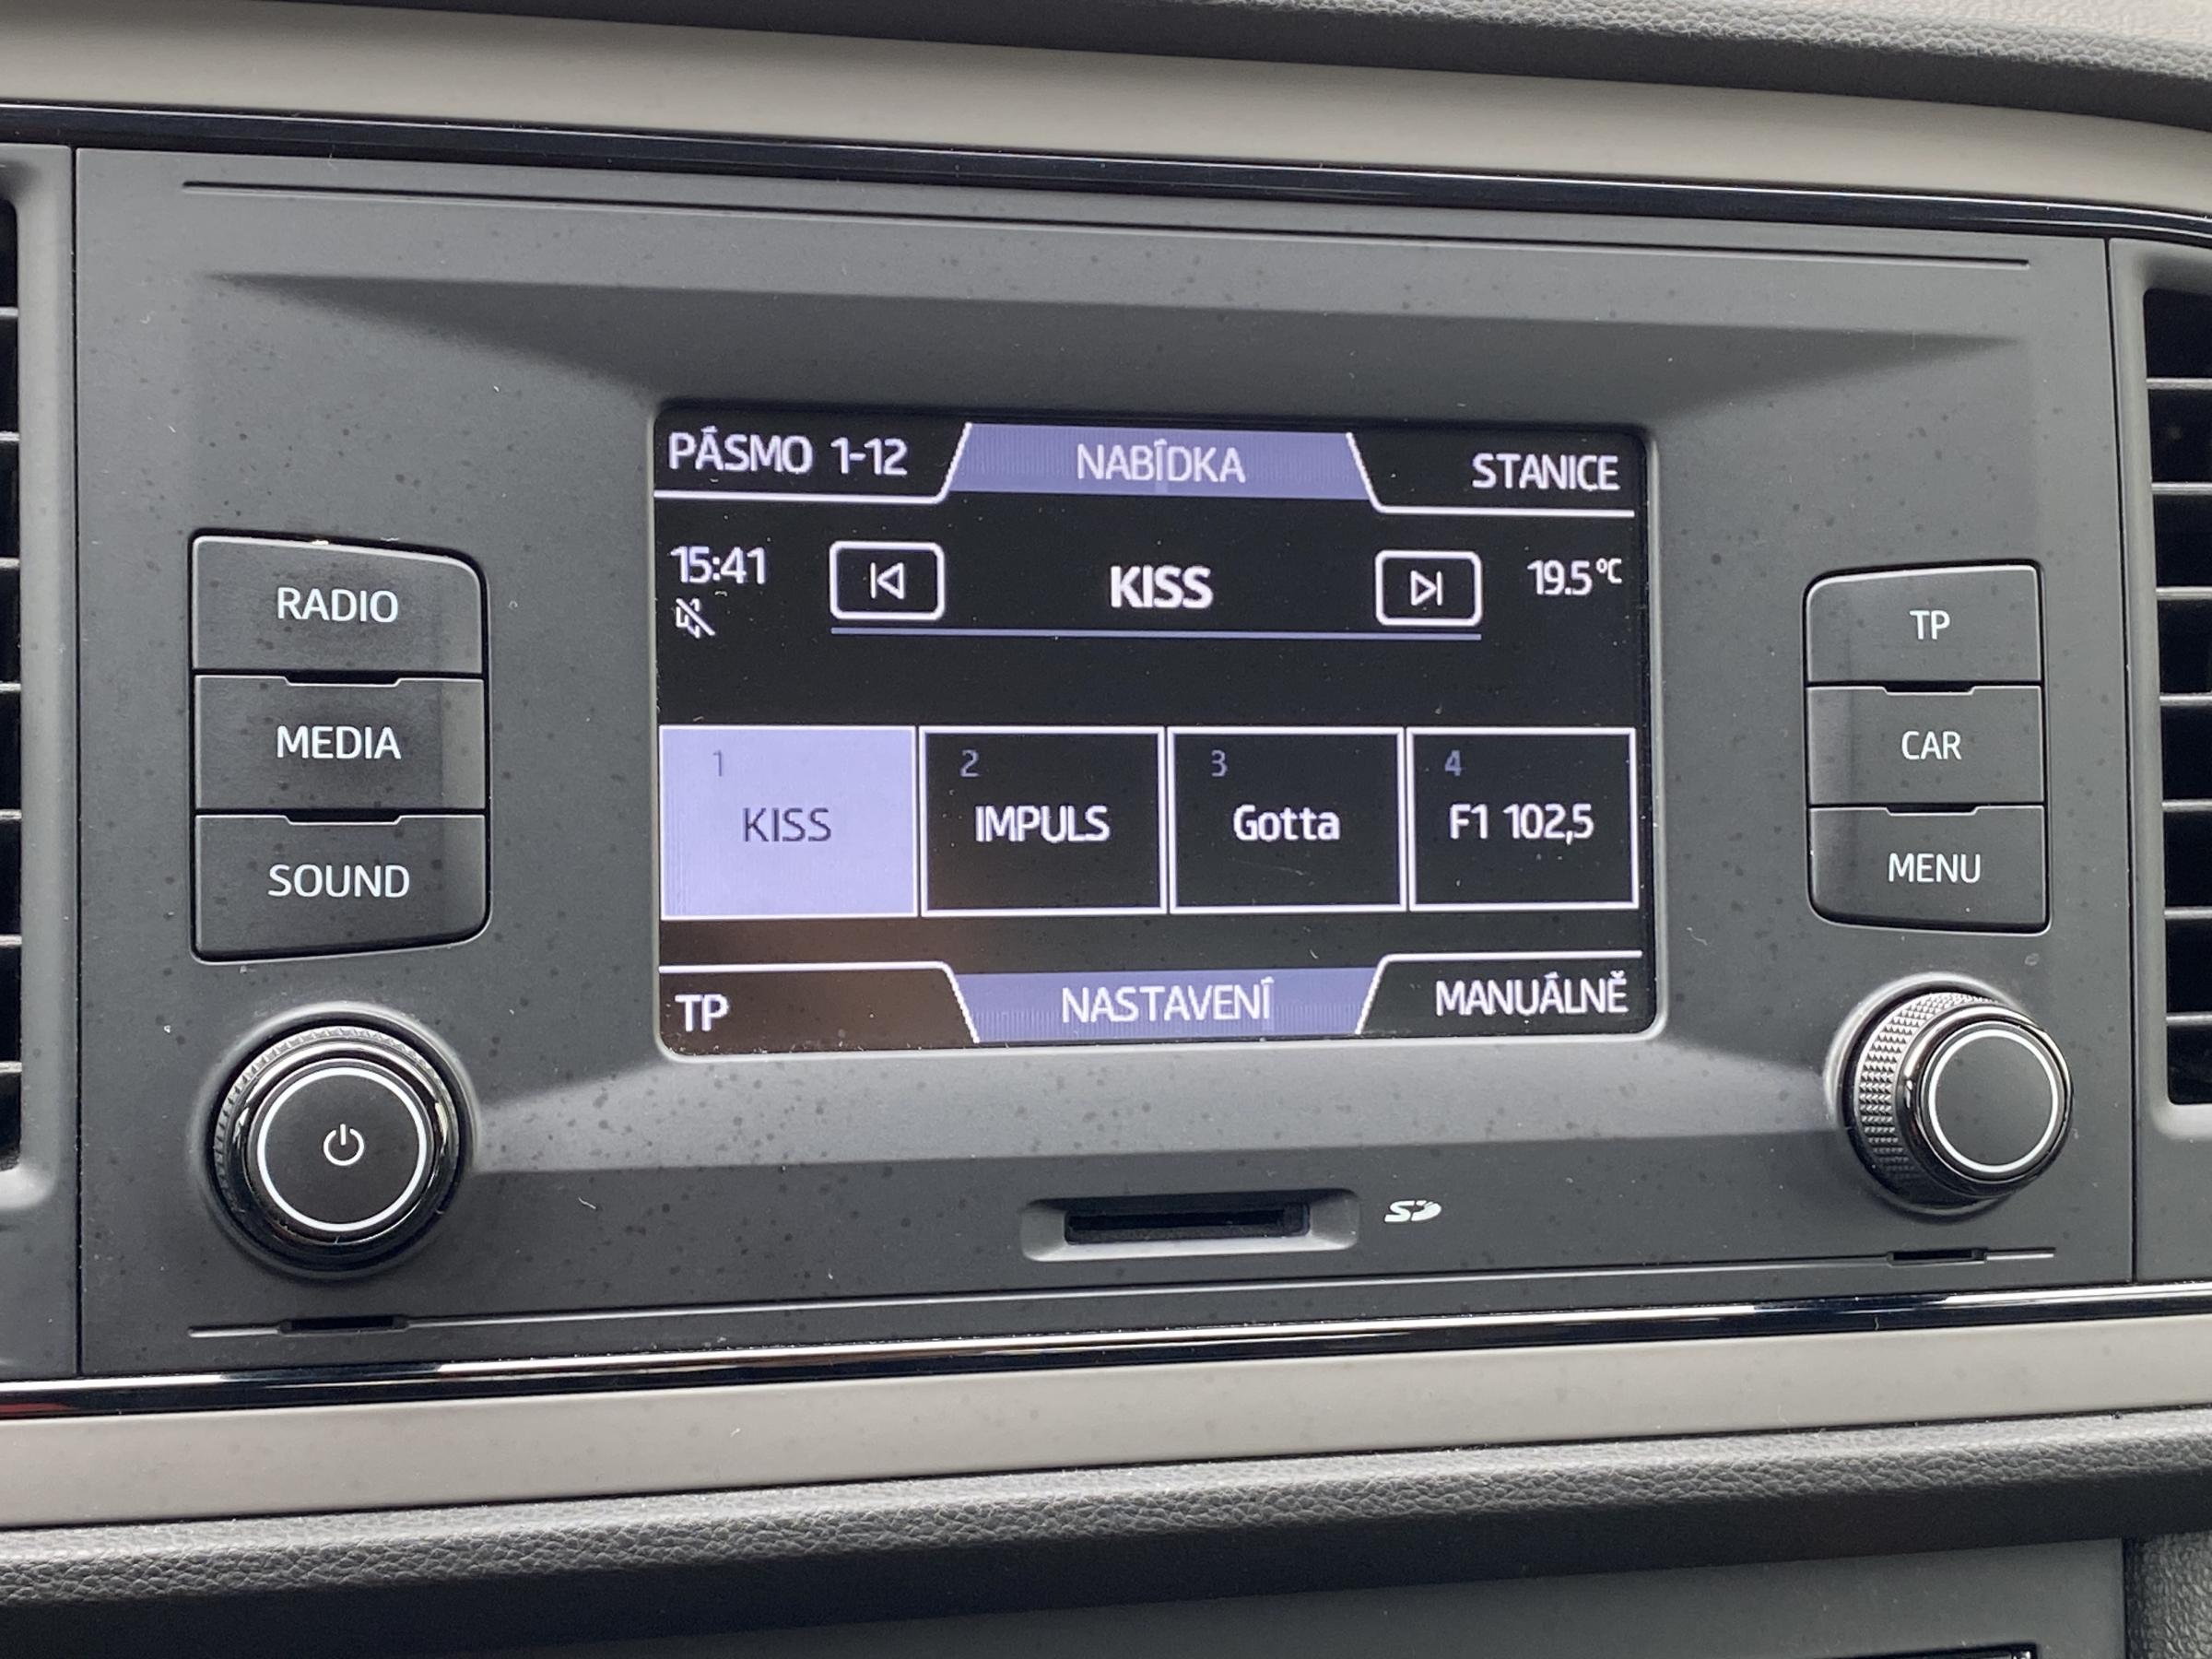 PÁSMO 1-12 NABÍDKA STANICE
15:41 KISS 19.5°C
RADIO
MEDIA
SOUND
1 2 3 4
KISS IMPULS Gotta F1 102,5
TP NASTAVENÍ MANUÁLNĚ
TP
CAR
MENU
SD